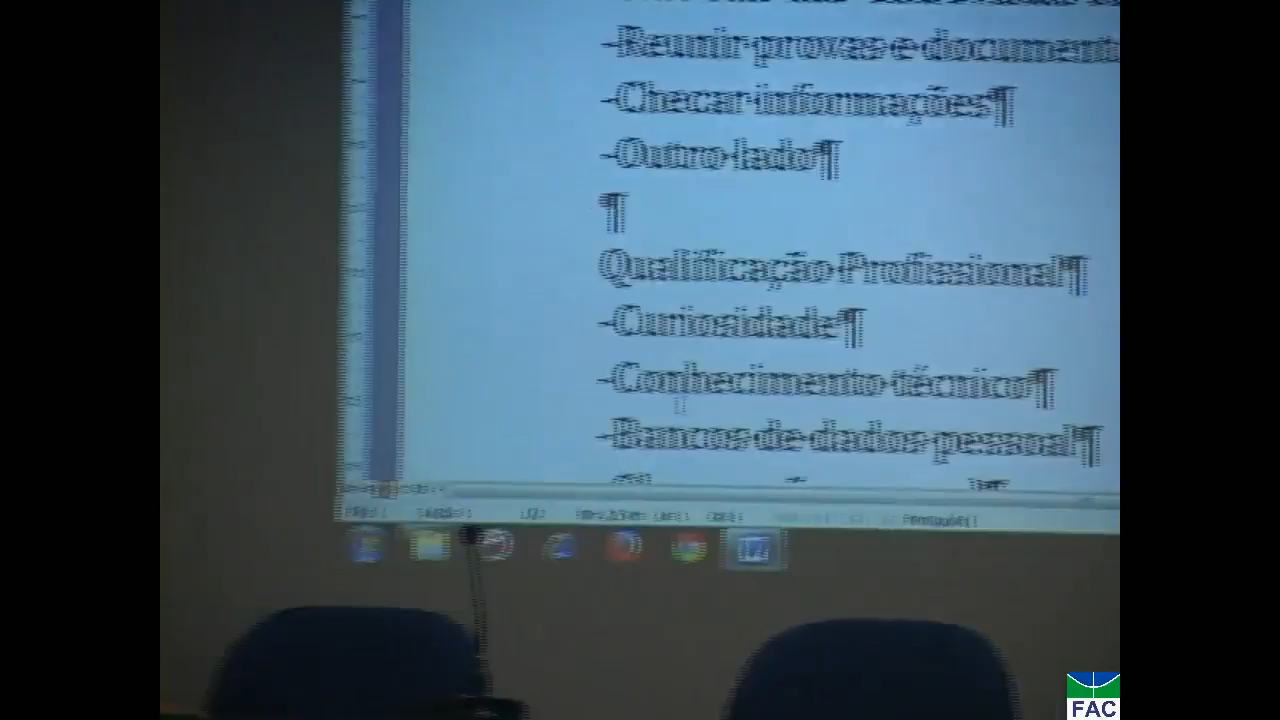 -Reunir·provas·e·document
-Checar·informações¶
-Outro·lado¶
¶
Qualificação·Profissional¶
-Curiosidade¶
-Conhecimento·técnico¶
-Bancos·de·dados·pessoal¶
FAC